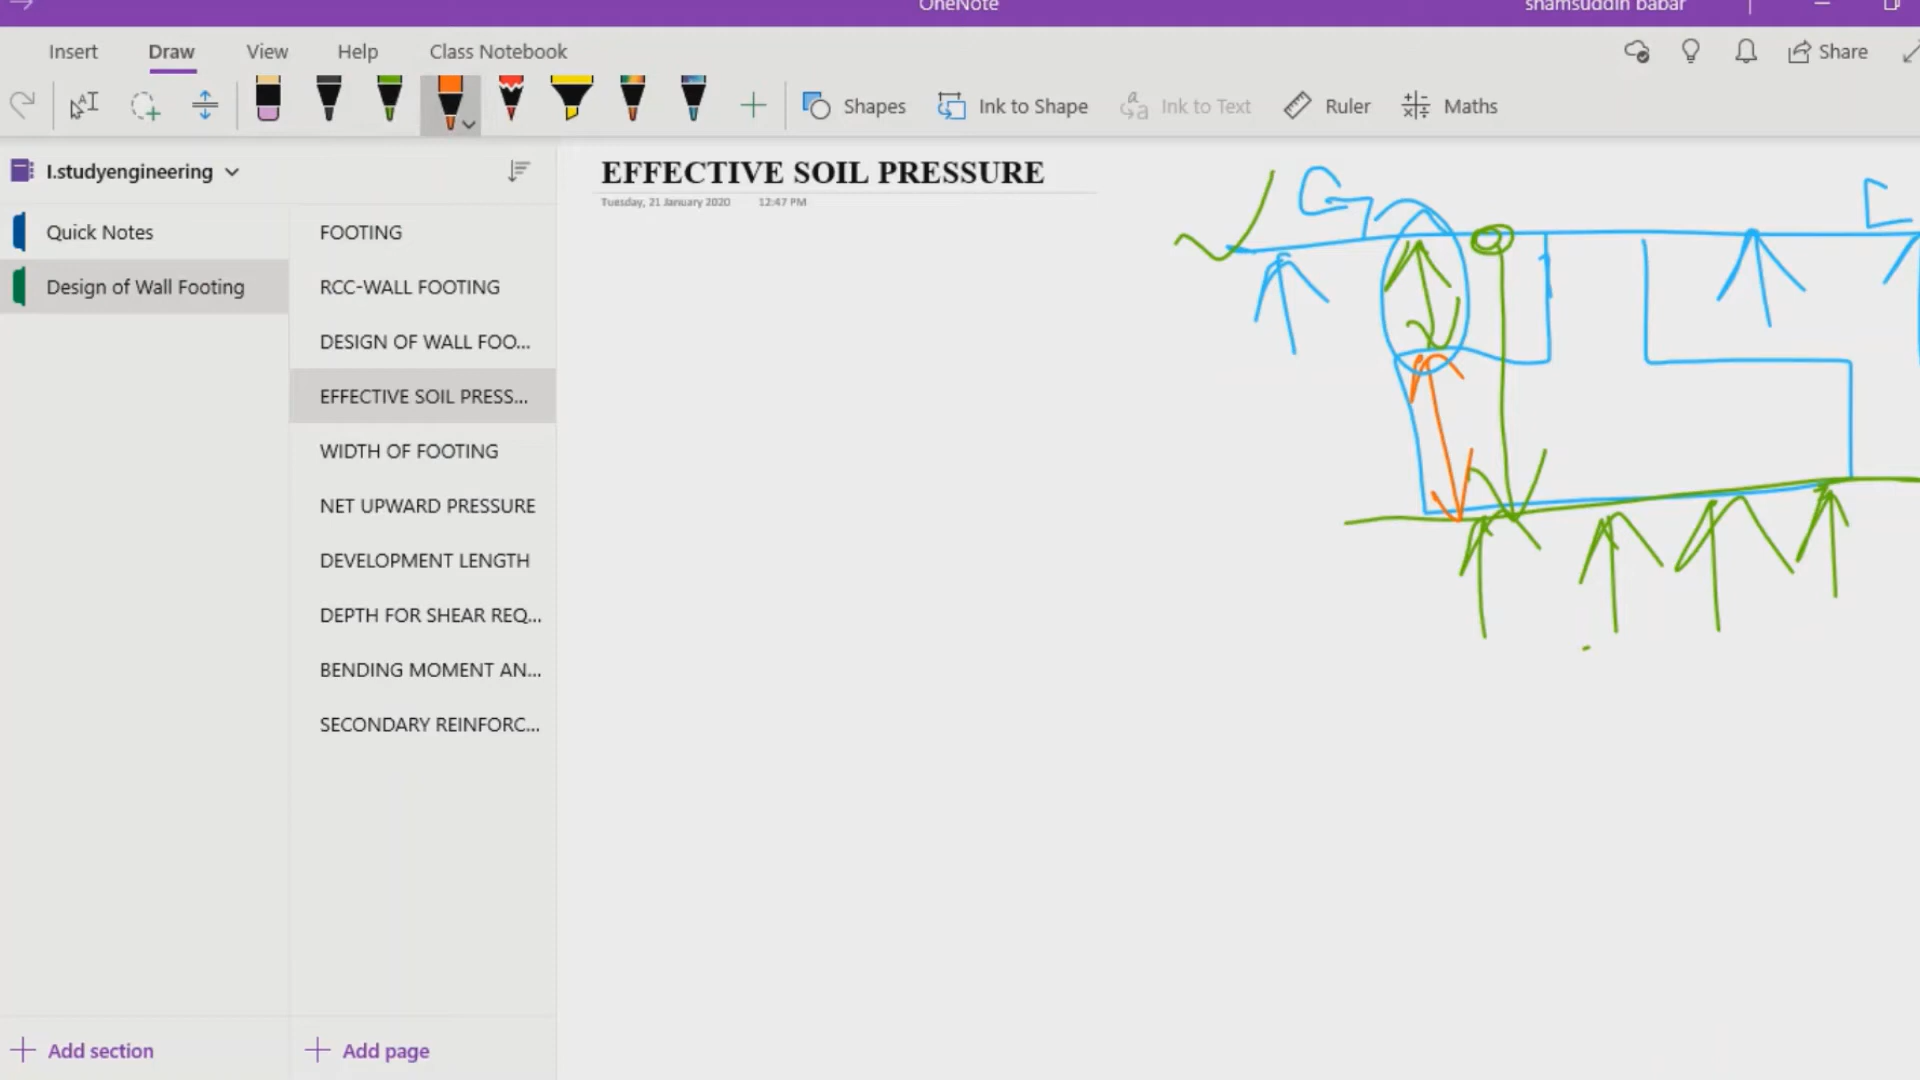 OneNote
shamsuddin babar
Insert
Draw
View
Help
Class Notebook
Share
Shapes
Ink to Shape
Ink to Text
Ruler
Maths
I.studyengineering
Quick Notes
Design of Wall Footing
FOOTING
RCC-WALL FOOTING
DESIGN OF WALL FOO...
EFFECTIVE SOIL PRESS...
WIDTH OF FOOTING
NET UPWARD PRESSURE
DEVELOPMENT LENGTH
DEPTH FOR SHEAR REQ...
BENDING MOMENT AN...
SECONDARY REINFORC...
Add section
Add page
EFFECTIVE SOIL PRESSURE
Tuesday, 21 January 2020 12:47 PM
G